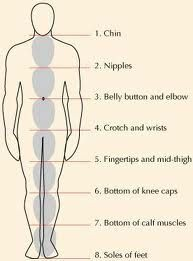 1. Chin
2. Nipples
3. Belly button and elbow
4. Crotch and wrists
5. Fingertips and mid-thigh
6. Bottom of knee caps
7. Bottom of calf muscles
8. Soles of feet